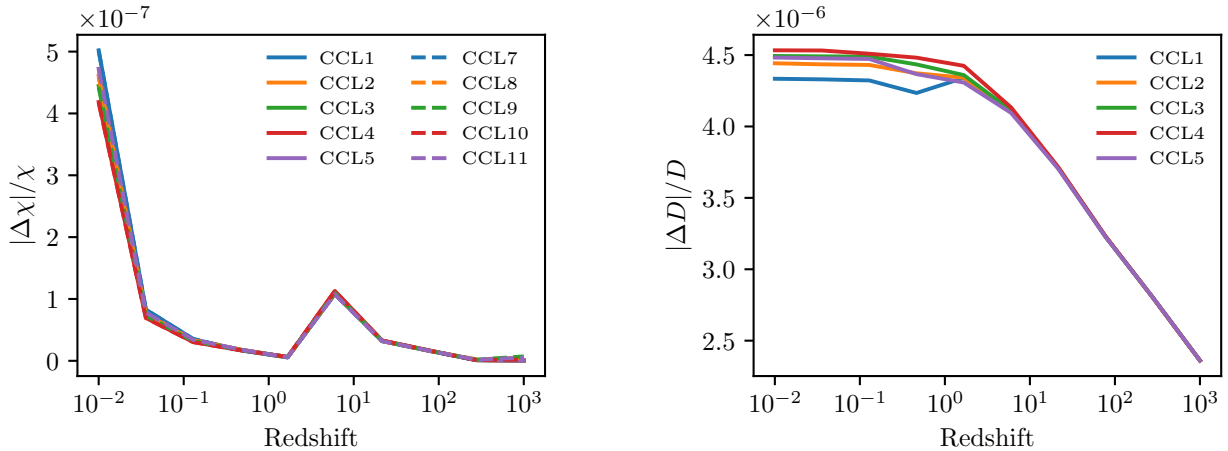 ×10⁻⁷
|Δχ|/χ
5
4
3
2
1
0
CCL1
CCL2
CCL3
CCL4
CCL5
CCL7
CCL8
CCL9
CCL10
CCL11
10⁻² 10⁻¹ 10⁰ 10¹ 10² 10³
Redshift
×10⁻⁶
|ΔD|/D
4.5
4.0
3.5
3.0
2.5
CCL1
CCL2
CCL3
CCL4
CCL5
10⁻² 10⁻¹ 10⁰ 10¹ 10² 10³
Redshift